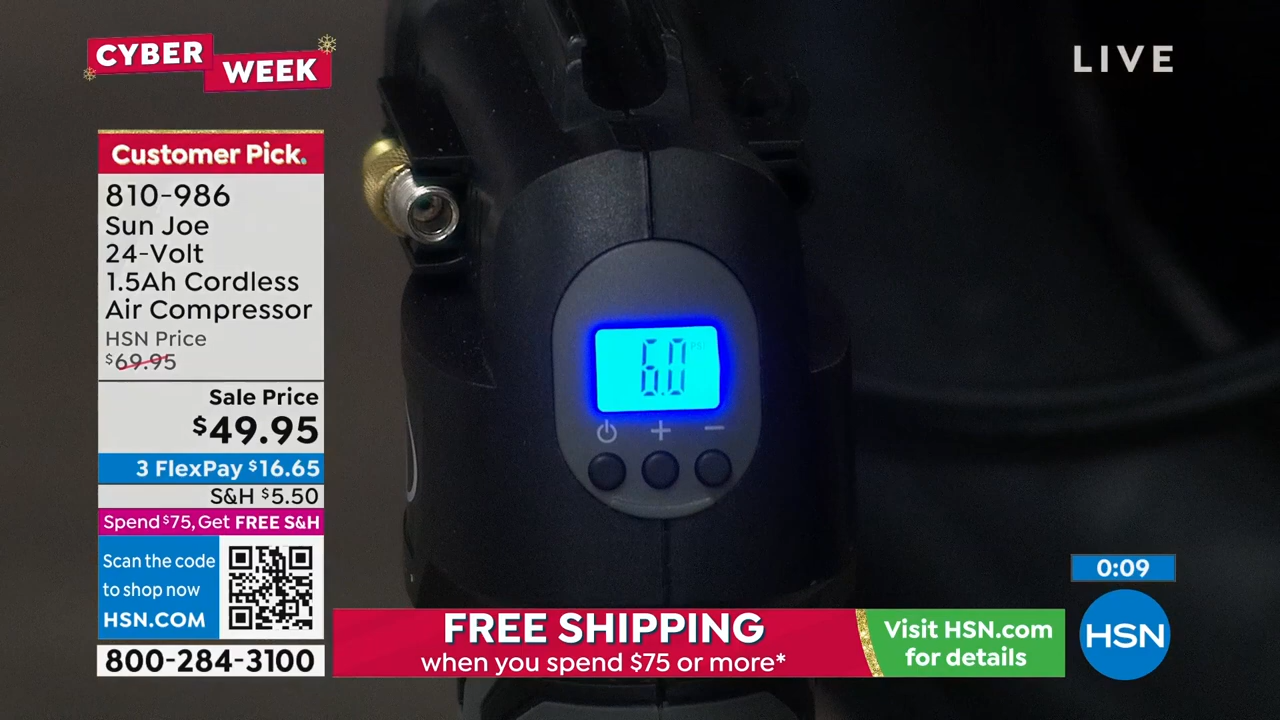 CYBER
WEEK
LIVE
Customer Pick.
810-986
Sun Joe
24-Volt
1.5Ah Cordless
Air Compressor
HSN Price
$69.95
Sale Price
$49.95
3 FlexPay $16.65
S&H $5.50
Spend $75, Get FREE S&H
Scan the code
to shop now
HSN.COM
800-284-3100
6.0 PSI
FREE SHIPPING
when you spend $75 or more*
Visit HSN.com
for details
0:09
HSN